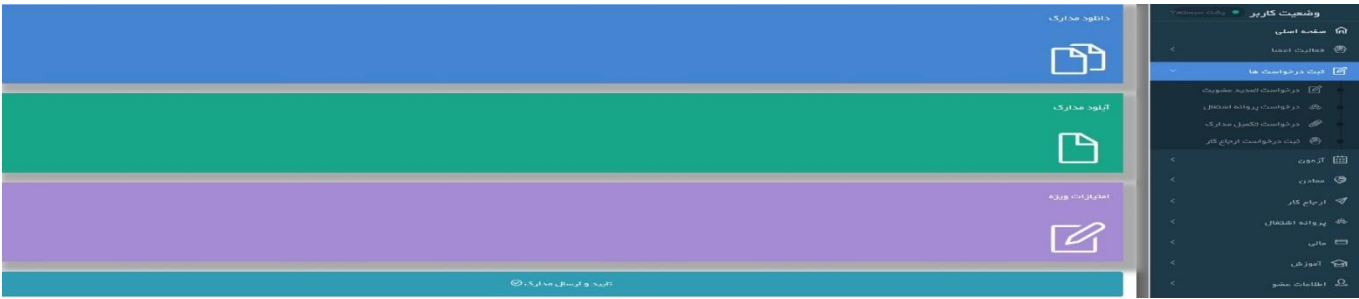 وضعیت کاربر
صفحه اصلی
فعالیت اعضا
ثبت درخواست ها
درخواست تمدید عضویت
درخواست پروانه اشتغال
درخواست تکمیل مدارک
ثبت درخواست ارجاع کار
آزمون
معادن
ارجاع کار
پروانه اشتغال
مالی
آموزش
اطلاعات عضو
دانلود مدارک
آپلود مدارک
امتیازات ویژه
تایید و ارسال مدارک